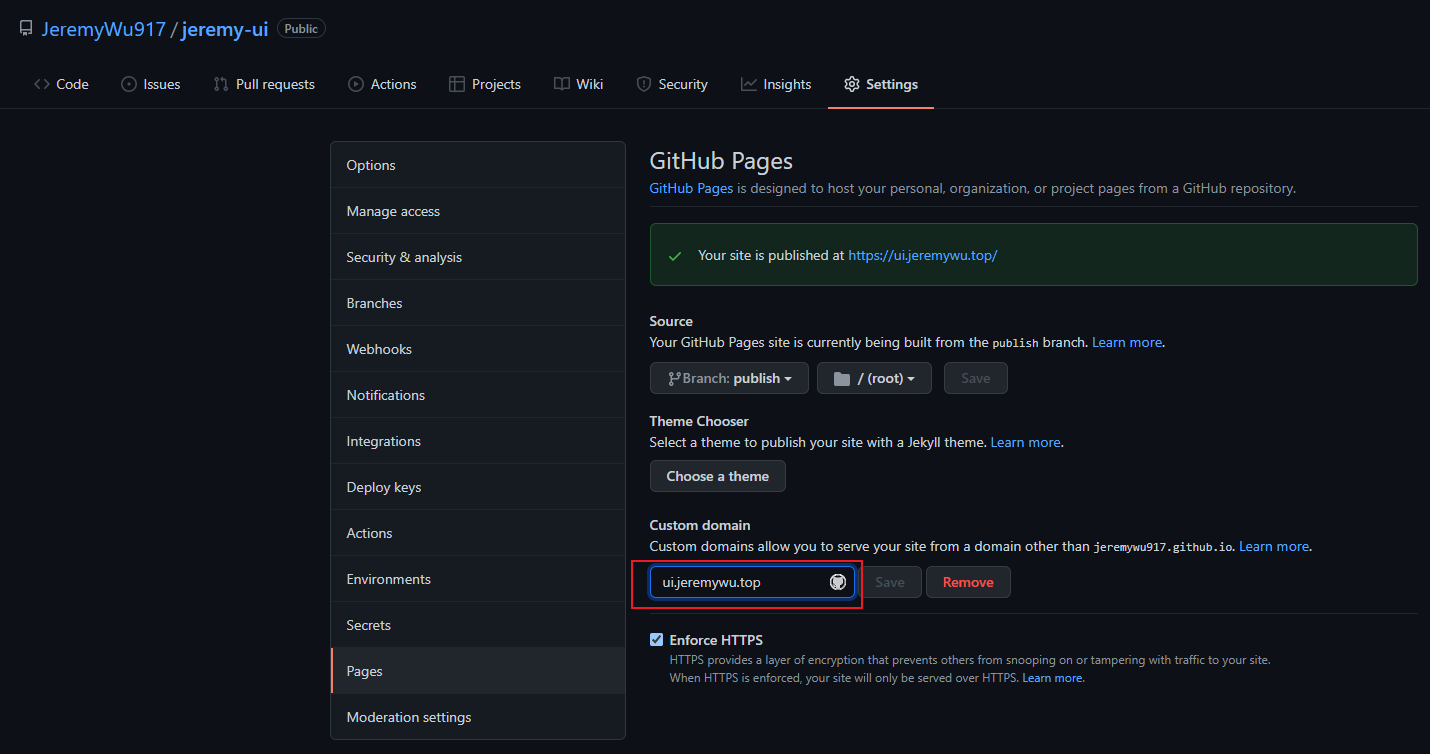 JeremyWu917 / jeremy-ui Public
Code Issues Pull requests Actions Projects Wiki Security Insights Settings
Options
Manage access
Security & analysis
Branches
Webhooks
Notifications
Integrations
Deploy keys
Actions
Environments
Secrets
Pages
Moderation settings
GitHub Pages
GitHub Pages is designed to host your personal, organization, or project pages from a GitHub repository.
Your site is published at https://ui.jeremywu.top/
Source
Your GitHub Pages site is currently being built from the publish branch. Learn more.
Branch: publish / (root) Save
Theme Chooser
Select a theme to publish your site with a Jekyll theme. Learn more.
Choose a theme
Custom domain
Custom domains allow you to serve your site from a domain other than jeremywu917.github.io. Learn more.
ui.jeremywu.top Save Remove
Enforce HTTPS
HTTPS provides a layer of encryption that prevents others from snooping on or tampering with traffic to your site.
When HTTPS is enforced, your site will only be served over HTTPS. Learn more.